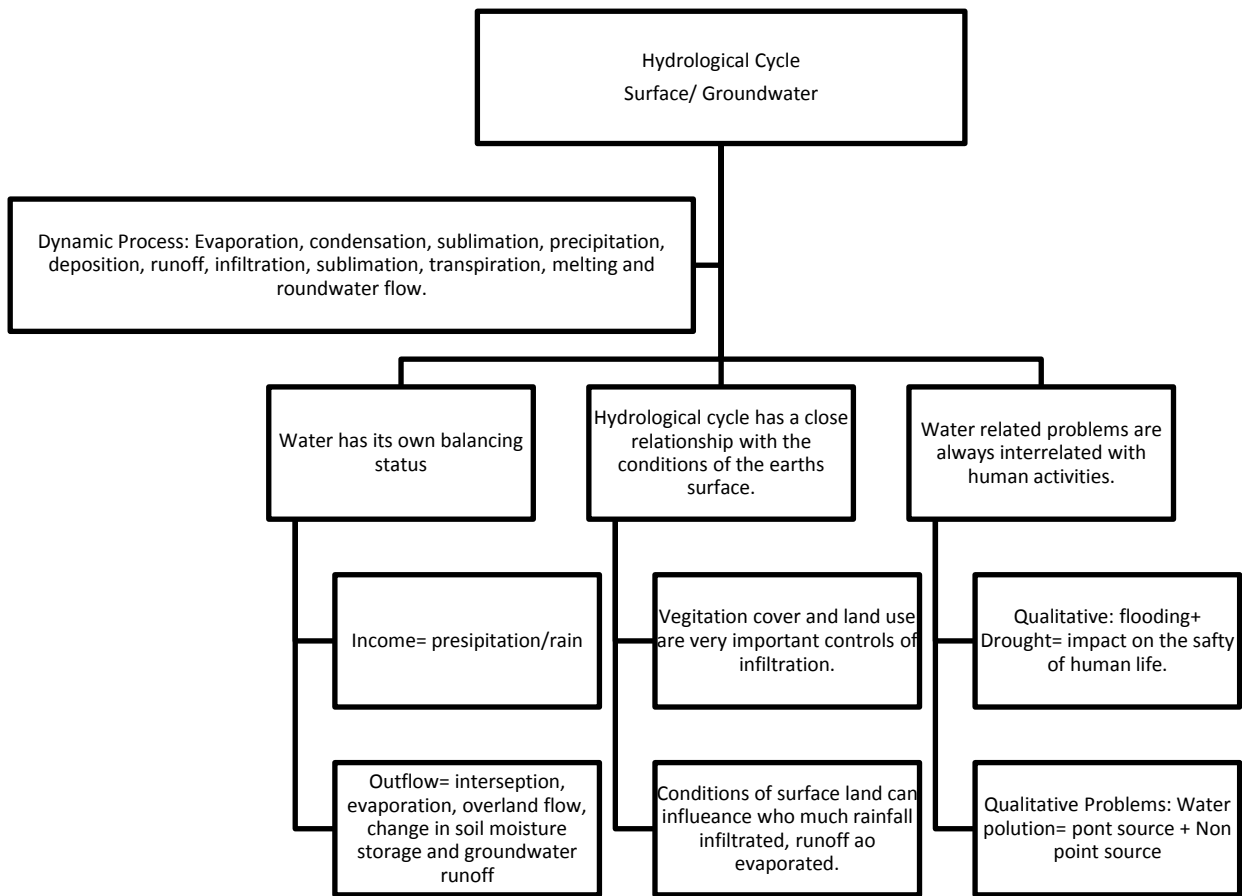 Hydrological Cycle
Surface/ Groundwater
Dynamic Process: Evaporation, condensation, sublimation, precipitation,
deposition, runoff, infiltration, sublimation, transpiration, melting and
roundwater flow.
Water has its own balancing
status
Income= presipitation/rain
Outflow= interseption,
evaporation, overland flow,
change in soil moisture
storage and groundwater
runoff
Hydrological cycle has a close
relationship with the
conditions of the earths
surface.
Vegitation cover and land use
are very important controls of
infiltration.
Conditions of surface land can
influeance who much rainfall
infiltrated, runoff ao
evaporated.
Water related problems are
always interrelated with
human activities.
Qualitative: flooding+
Drought= impact on the safty
of human life.
Qualitative Problems: Water
polution= pont source + Non
point source